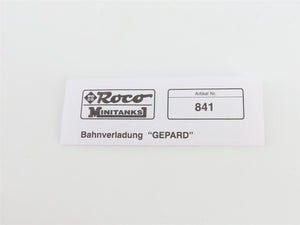 Roco
MINITANKS
Artikel Nr.
841
Bahnverladung "GEPARD"